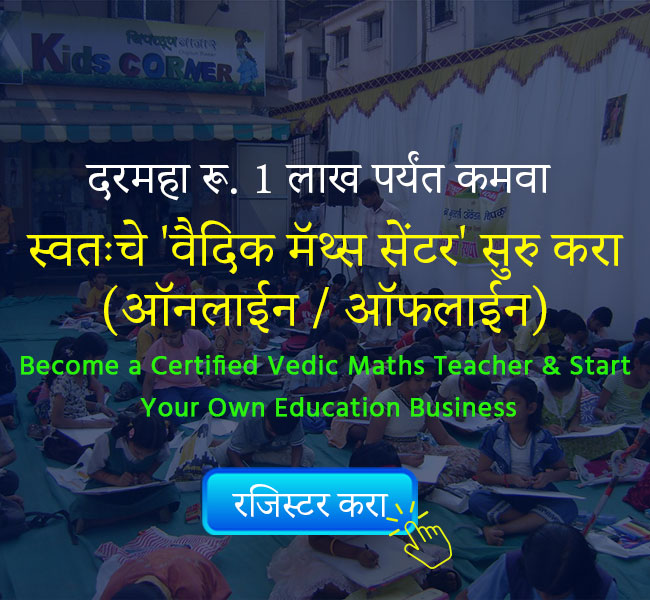 Kids CORNER
दरमहा रू. 1 लाख पर्यंत कमवा
स्वतःचे 'वैदिक मॅथ्स सेंटर' सुरु करा
(ऑनलाईन / ऑफलाईन)
Become a Certified Vedic Maths Teacher & Start
Your Own Education Business
रजिस्टर करा